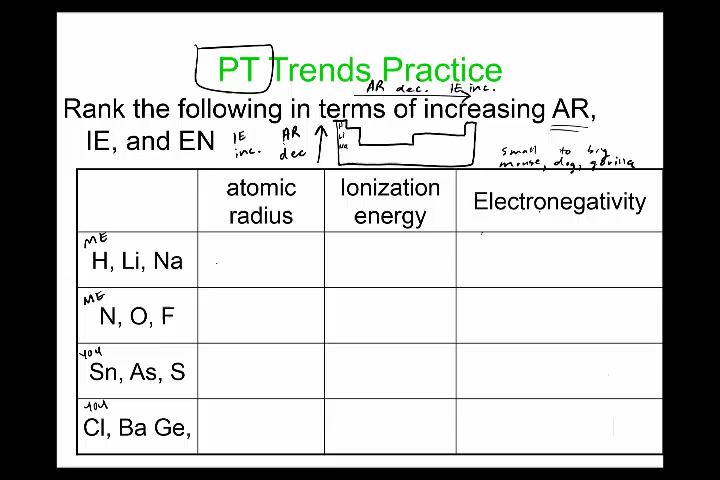 PT Trends Practice
AR dec. IE inc.
Rank the following in terms of increasing AR,
IE, and EN
IE inc.
AR dec
H
Li
Na
small to big
mouse, dog, gorilla
atomic radius
Ionization energy
Electronegativity
ME
H, Li, Na
ME
N, O, F
YOU
Sn, As, S
YOU
Cl, Ba Ge,